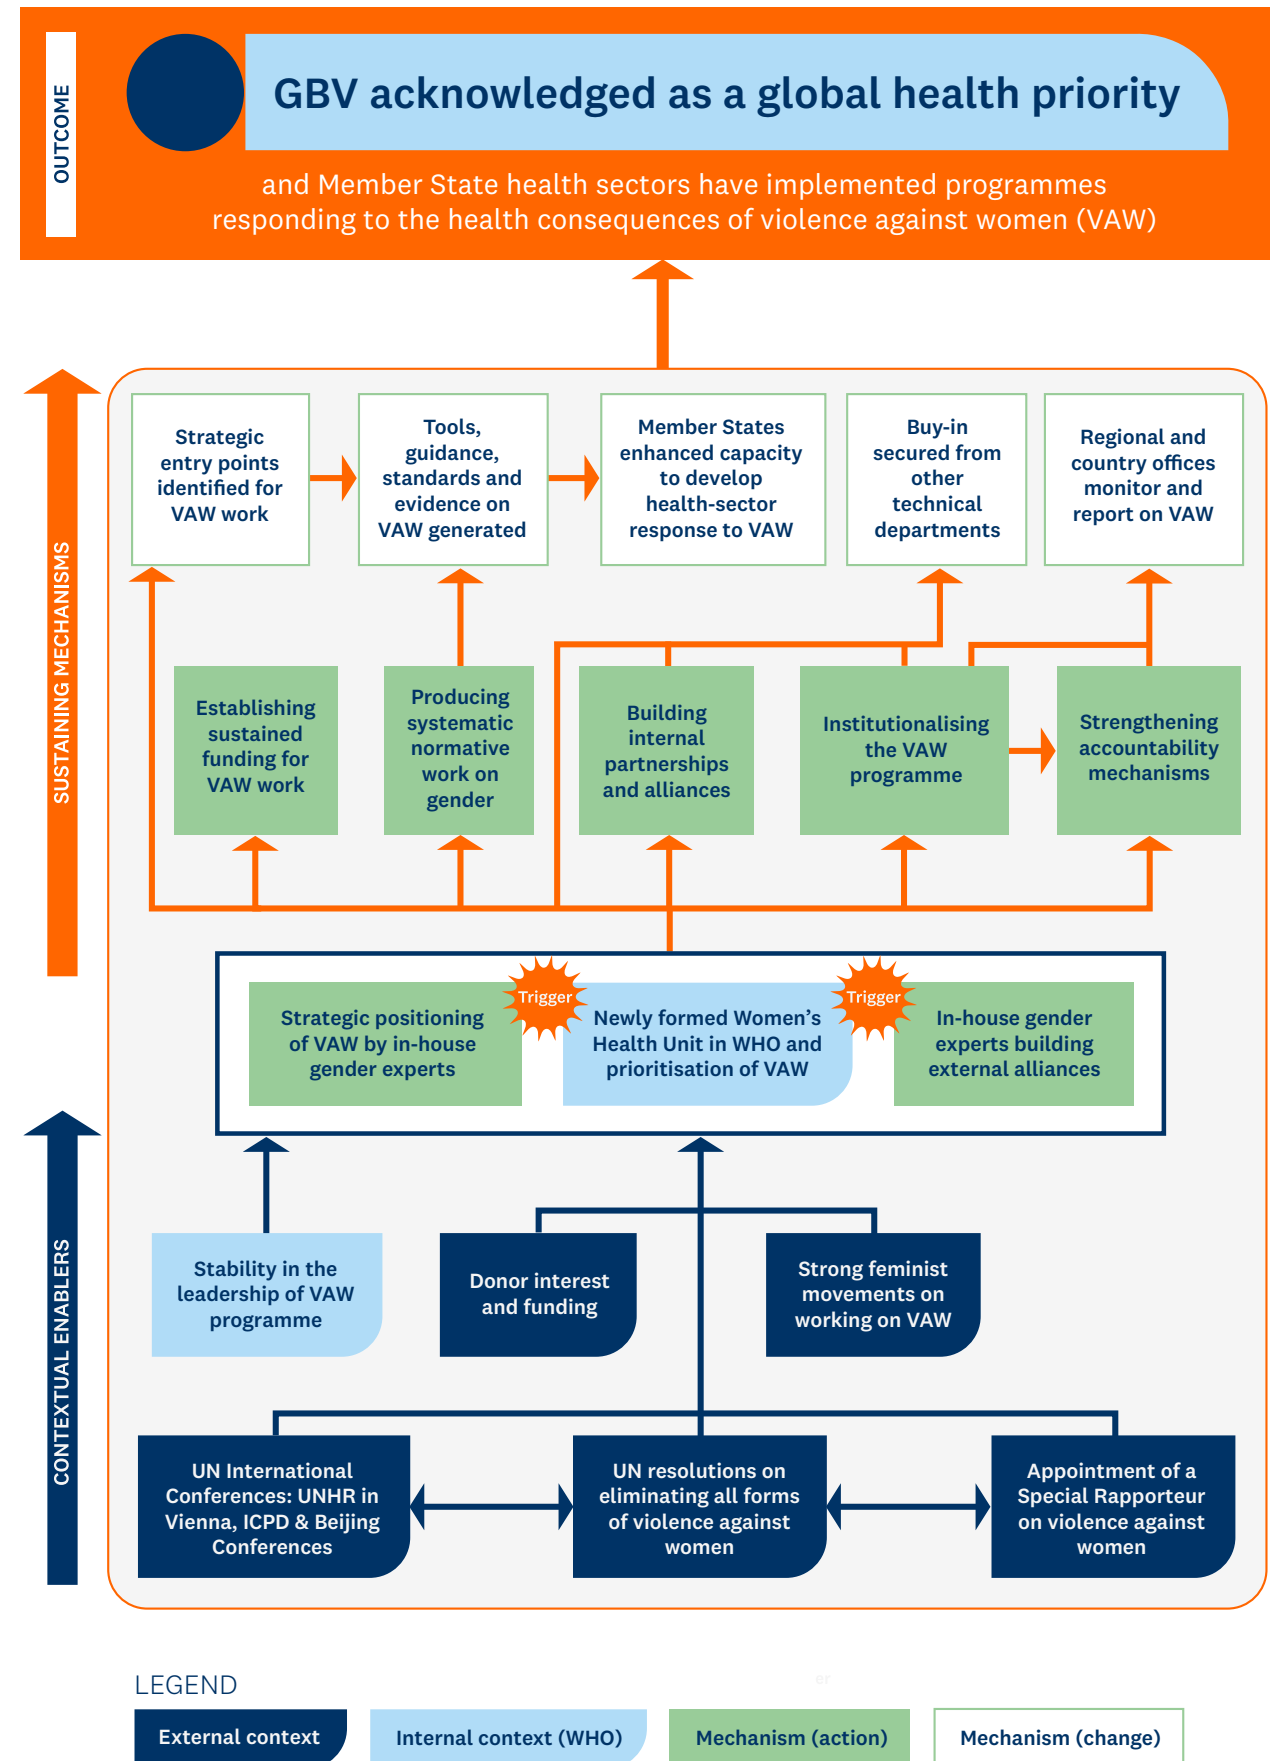 OUTCOME
GBV acknowledged as a global health priority
and Member State health sectors have implemented programmes
responding to the health consequences of violence against women (VAW)
SUSTAINING MECHANISMS
Strategic
entry points
identified for
VAW work
Tools,
guidance,
standards and
evidence on
VAW generated
Member States
enhanced capacity
to develop
health-sector
response to VAW
Buy-in
secured from
other
technical
departments
Regional and
country offices
monitor and
report on VAW
Establishing
sustained
funding for
VAW work
Producing
systematic
normative
work on
gender
Building
internal
partnerships
and alliances
Institutionalising
the VAW
programme
Strengthening
accountability
mechanisms
Strategic positioning
of VAW by in-house
gender experts
Trigger
Newly formed Women's
Health Unit in WHO and
prioritisation of VAW
Trigger
In-house gender
experts building
external alliances
CONTEXTUAL ENABLERS
Stability in the
leadership of VAW
programme
Donor interest
and funding
Strong feminist
movements on
working on VAW
UN International
Conferences: UNHR in
Vienna, ICPD & Beijing
Conferences
UN resolutions on
eliminating all forms
of violence against
women
Appointment of a
Special Rapporteur
on violence against
women
er
LEGEND
External context
Internal context (WHO)
Mechanism (action)
Mechanism (change)